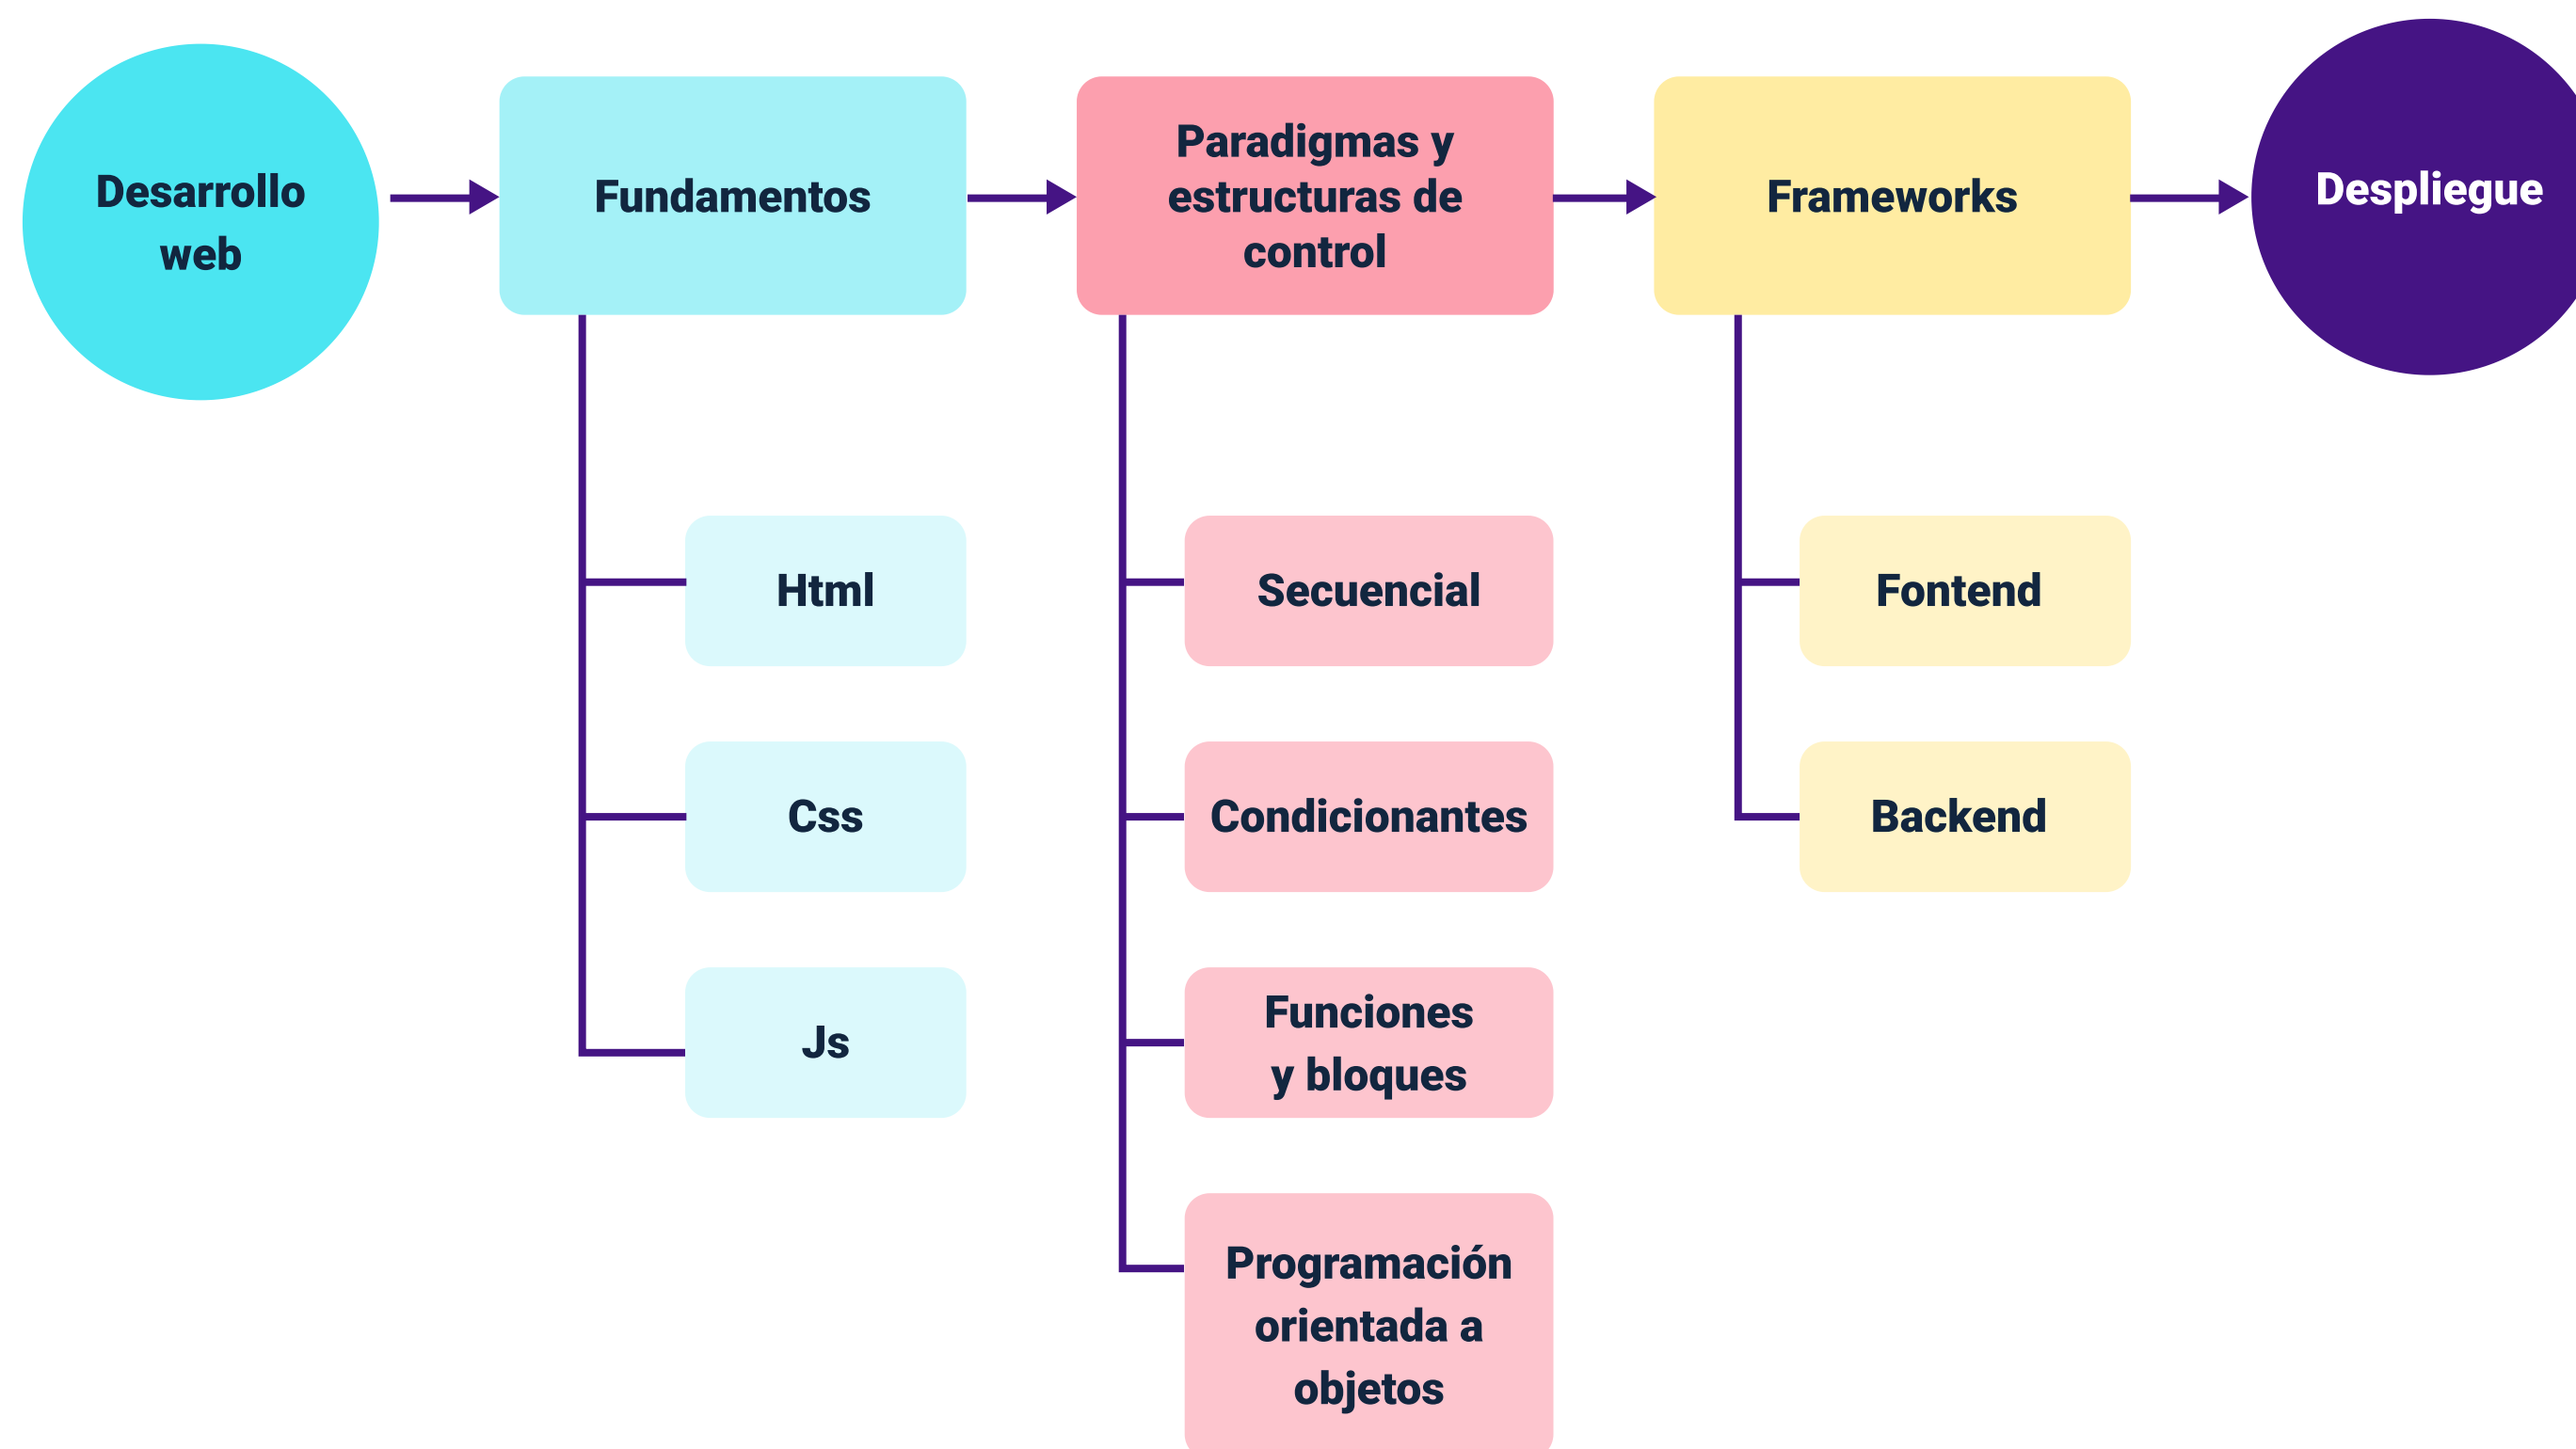 Desarrollo
web
Fundamentos
Paradigmas y
estructuras de
control
Frameworks
Despliegue
Html
Css
Js
Secuencial
Condicionantes
Funciones
y bloques
Programación
orientada a
objetos
Fontend
Backend